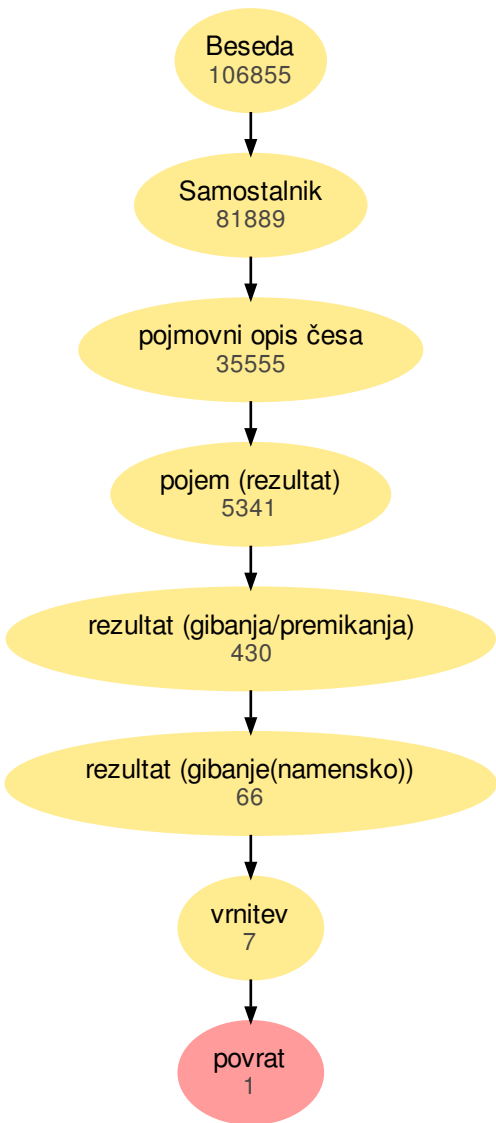 Beseda
106855
Samostalnik
81889
pojmovni opis česa
35555
pojem (rezultat)
5341
rezultat (gibanja/premikanja)
430
rezultat (gibanje(namensko))
66
vrnitev
7
povrat
1